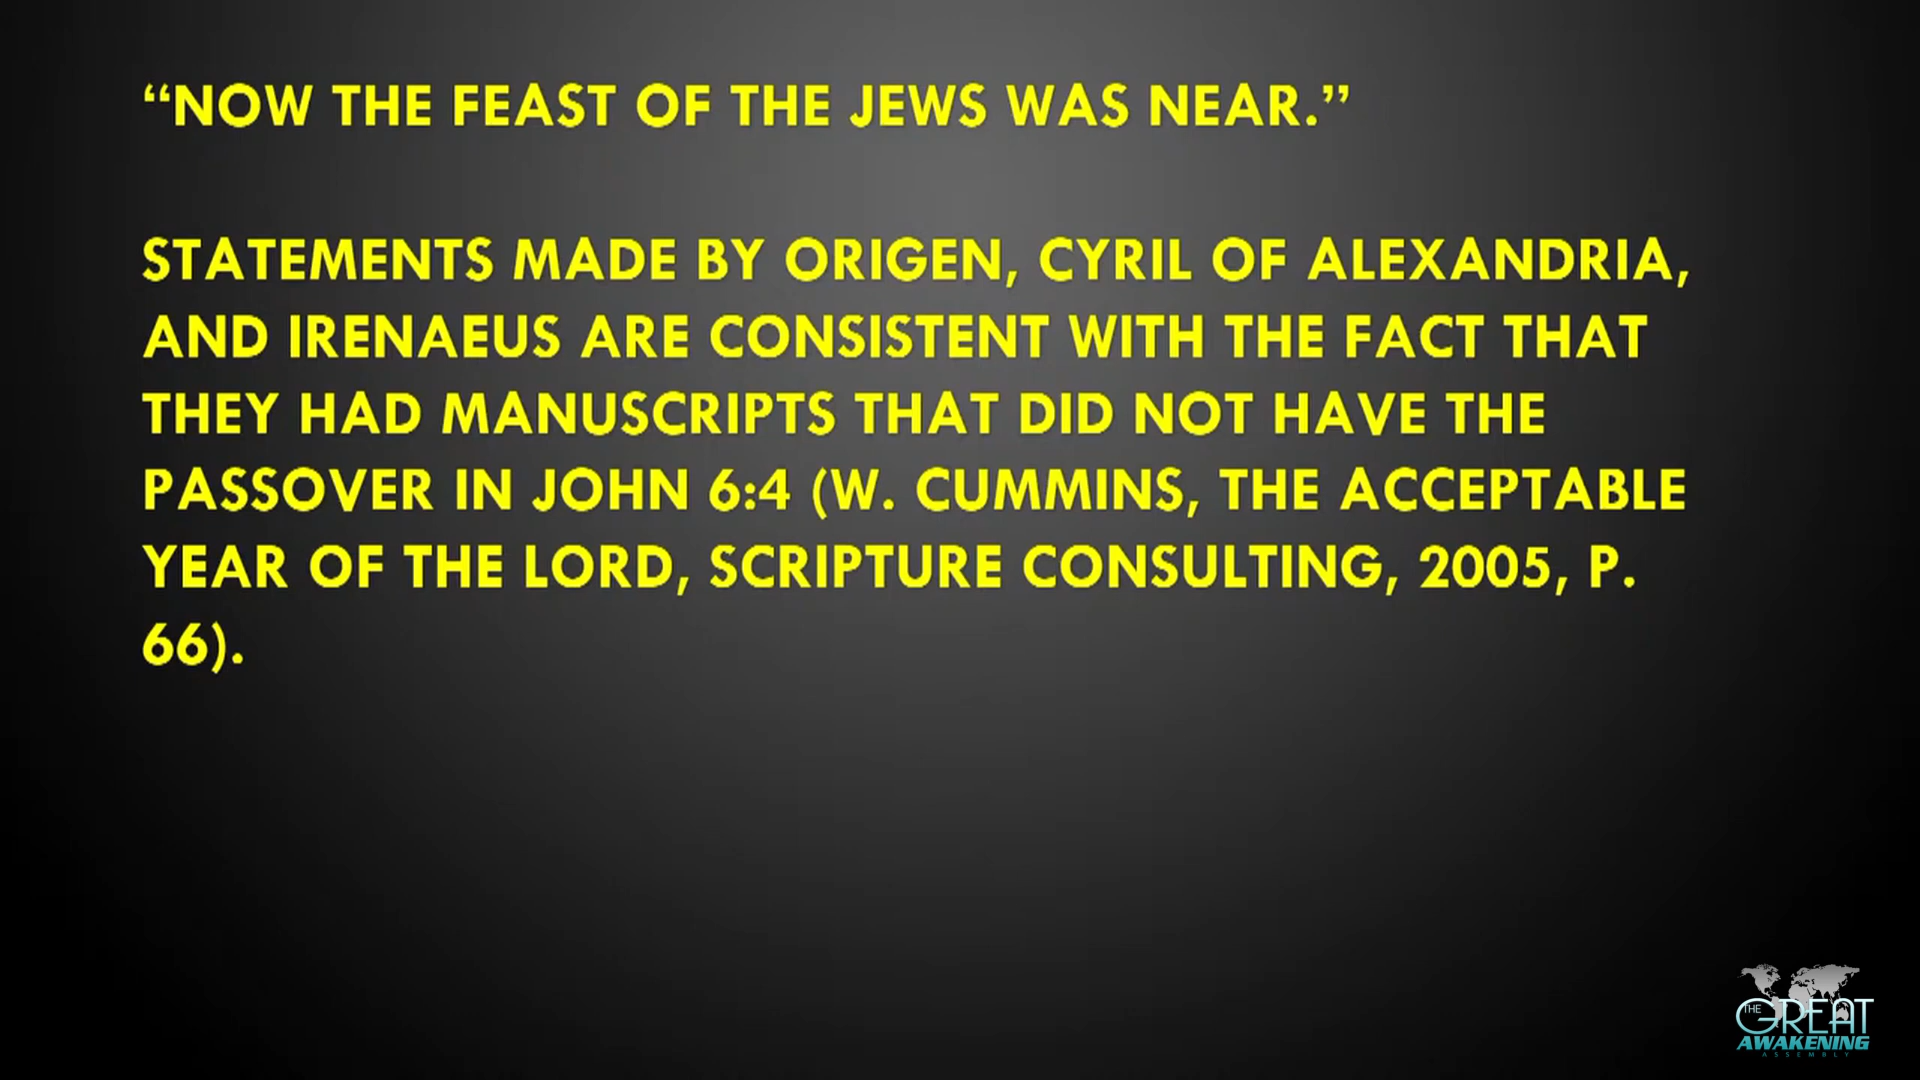 “NOW THE FEAST OF THE JEWS WAS NEAR.”
STATEMENTS MADE BY ORIGEN, CYRIL OF ALEXANDRIA,
AND IRENAEUS ARE CONSISTENT WITH THE FACT THAT
THEY HAD MANUSCRIPTS THAT DID NOT HAVE THE
PASSOVER IN JOHN 6:4 (W. CUMMINS, THE ACCEPTABLE
YEAR OF THE LORD, SCRIPTURE CONSULTING, 2005, P.
66).
THE GREAT
AWAKENING
ASSEMBLY